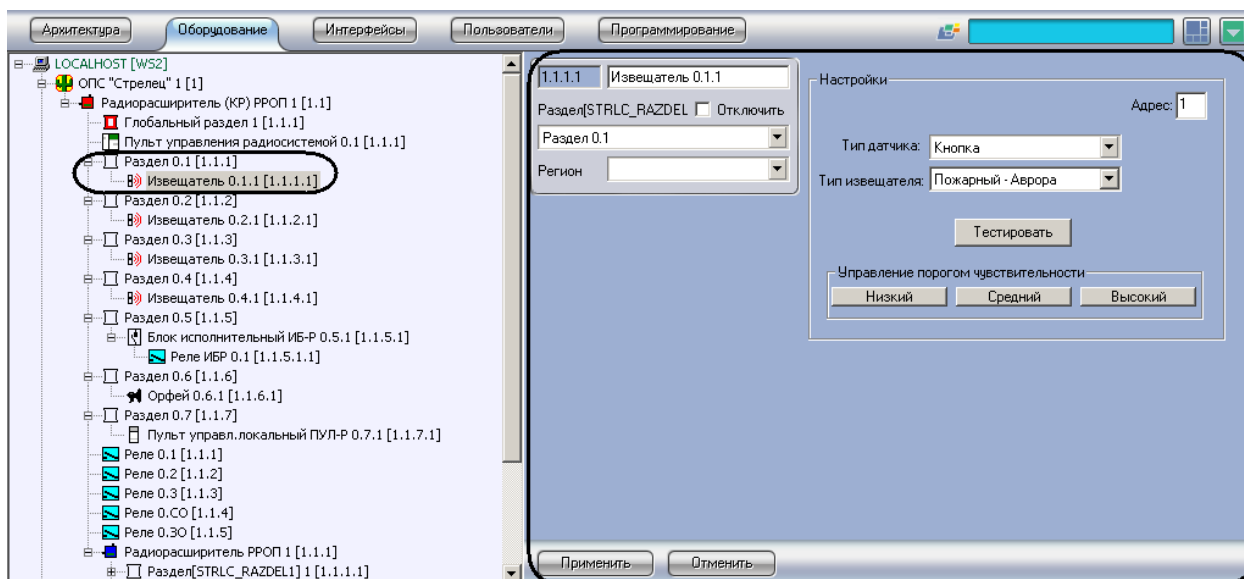 Архитектура Оборудование Интерфейсы Пользователи Программирование
LOCALHOST [WS2]
ОПС "Стрелец" 1 [1]
Радиорасширитель (КР) РРОП 1 [1.1]
Глобальный раздел 1 [1.1.1]
Пульт управления радиосистемой 0.1 [1.1.1]
Раздел 0.1 [1.1.1]
Извещатель 0.1.1 [1.1.1.1]
Раздел 0.2 [1.1.2]
Извещатель 0.2.1 [1.1.2.1]
Раздел 0.3 [1.1.3]
Извещатель 0.3.1 [1.1.3.1]
Раздел 0.4 [1.1.4]
Извещатель 0.4.1 [1.1.4.1]
Раздел 0.5 [1.1.5]
Блок исполнительный ИБ-Р 0.5.1 [1.1.5.1]
Реле ИБР 0.1 [1.1.5.1.1]
Раздел 0.6 [1.1.6]
Орфей 0.6.1 [1.1.6.1]
Раздел 0.7 [1.1.7]
Пульт управл.локальный ПУЛ-Р 0.7.1 [1.1.7.1]
Реле 0.1 [1.1.1]
Реле 0.2 [1.1.2]
Реле 0.3 [1.1.3]
Реле 0.СО [1.1.4]
Реле 0.ЗО [1.1.5]
Радиорасширитель РРОП 1 [1.1.1]
Раздел[STRLC_RAZDEL1] 1 [1.1.1.1]
1.1.1.1 Извещатель 0.1.1
Раздел[STRLC_RAZDEL Отключить
Раздел 0.1
Регион
Настройки
Адрес: 1
Тип датчика: Кнопка
Тип извещателя: Пожарный - Аврора
Тестировать
Управление порогом чувствительности
Низкий Средний Высокий
Применить Отменить